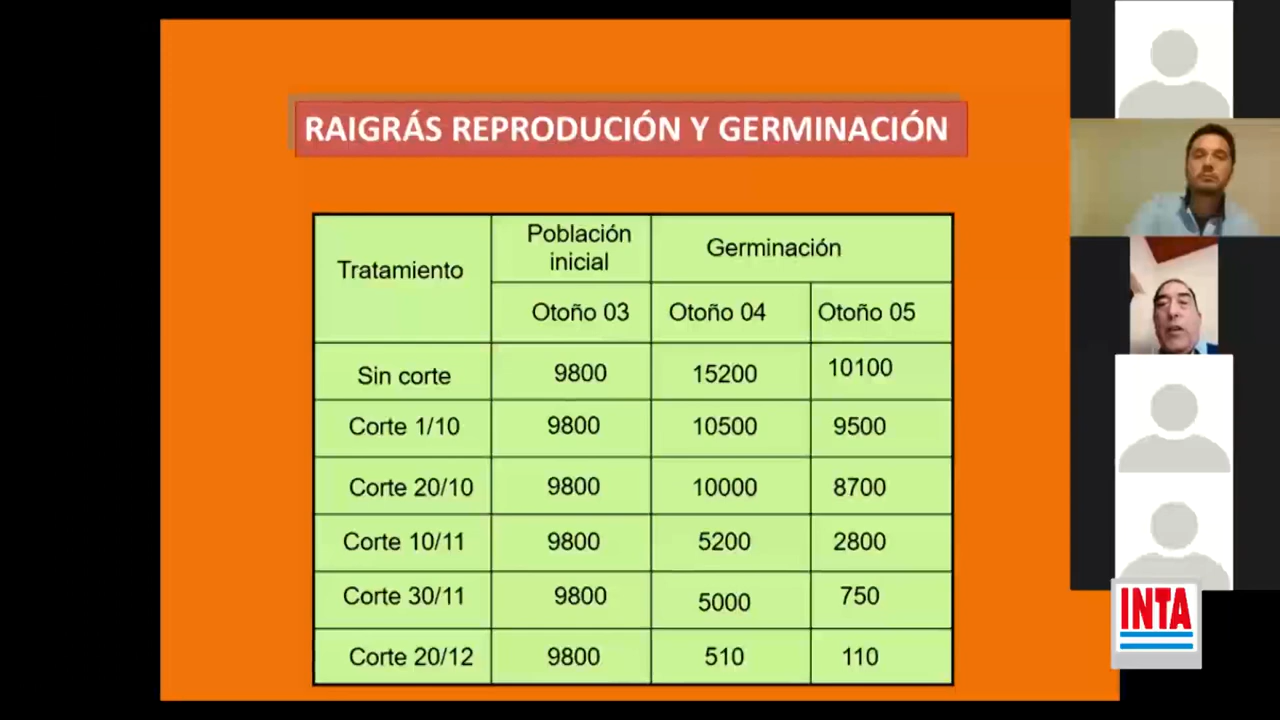 RAIGRÁS REPRODUCIÓN Y GERMINACIÓN
Tratamiento
Población
inicial
Germinación
Otoño 03 Otoño 04 Otoño 05
Sin corte 9800 15200 10100
Corte 1/10 9800 10500 9500
Corte 20/10 9800 10000 8700
Corte 10/11 9800 5200 2800
Corte 30/11 9800 5000 750
Corte 20/12 9800 510 110
INTA